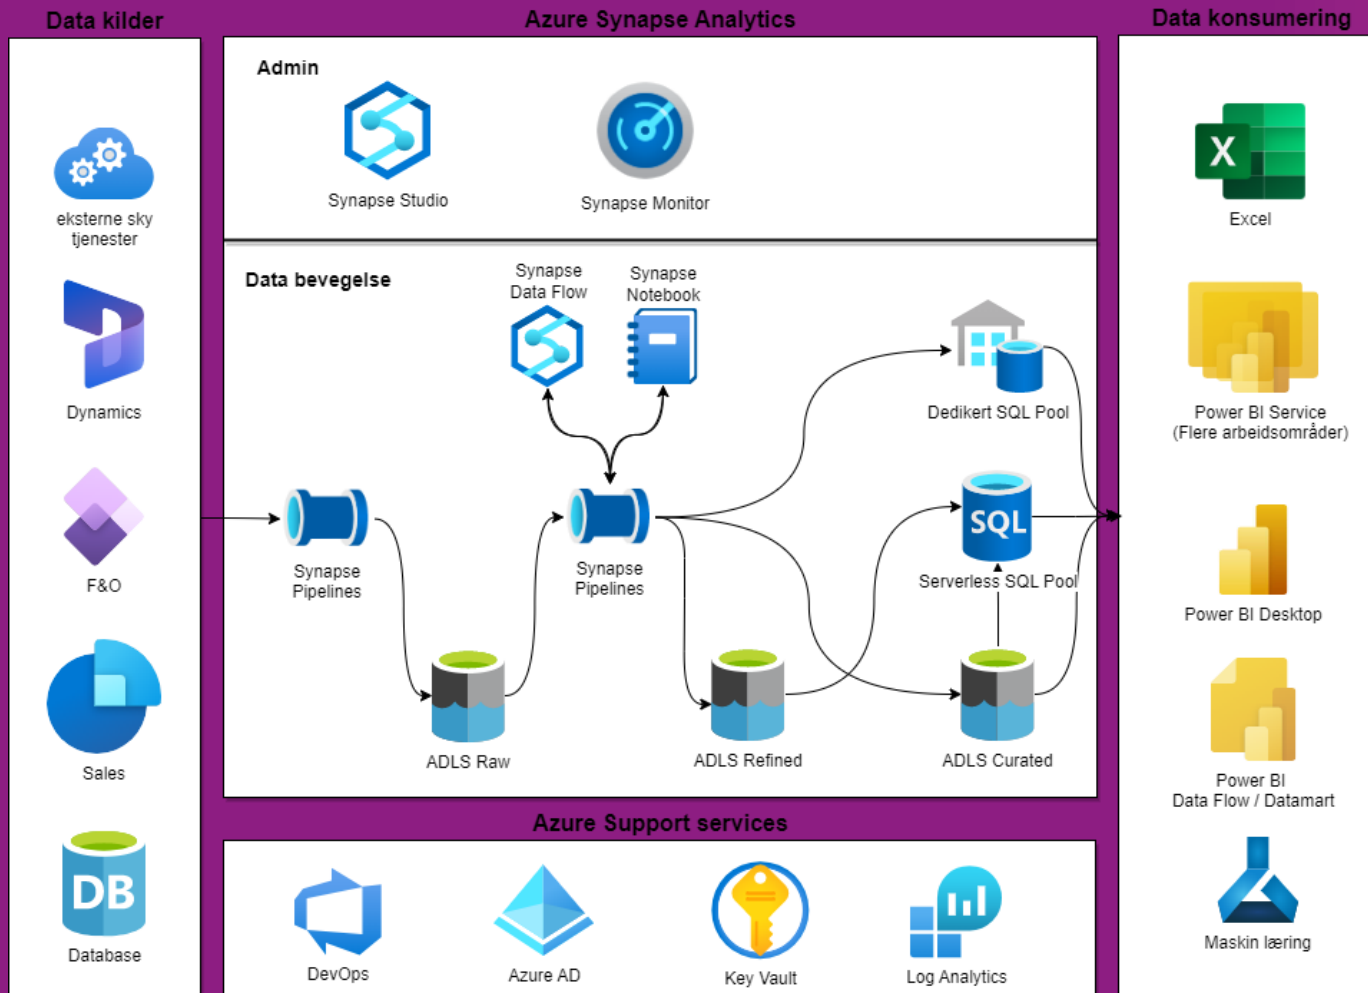 Data kilder
Azure Synapse Analytics
Data konsumering
Admin
Synapse Studio
Synapse Monitor
eksterne sky
tjenester
Dynamics
F&O
Sales
DB
Database
Data bevegelse
Synapse
Data Flow
Synapse
Notebook
Dedikert SQL Pool
Synapse
Pipelines
Synapse
Pipelines
SQL
Serverless SQL Pool
ADLS Raw
ADLS Refined
ADLS Curated
Azure Support services
DevOps
Azure AD
Key Vault
Log Analytics
X
Excel
Power BI Service
(Flere arbeidsområder)
Power BI Desktop
Power BI
Data Flow / Datamart
Maskin læring